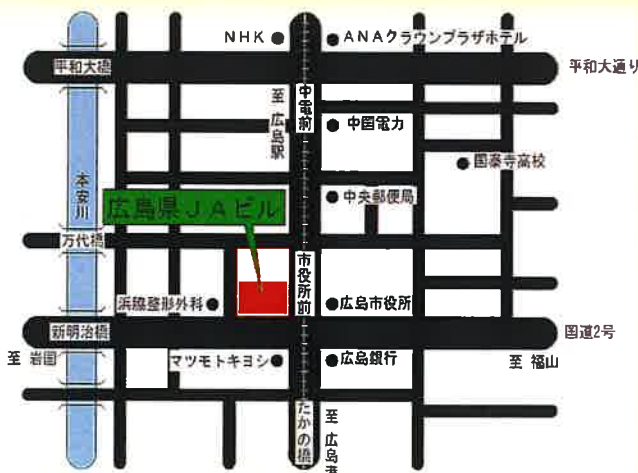 NHK
ANAクラウンプラザホテル
平和大橋
平和大通り
中電前
至 広島駅
中国電力
国泰寺高校
本安川
広島県JAビル
中央郵便局
万代橋
市役所前
浜脇整形外科
広島市役所
新明治橋
国道2号
至 岩国
マツモトキヨシ
広島銀行
至 福山
たかの橋
至 広島港